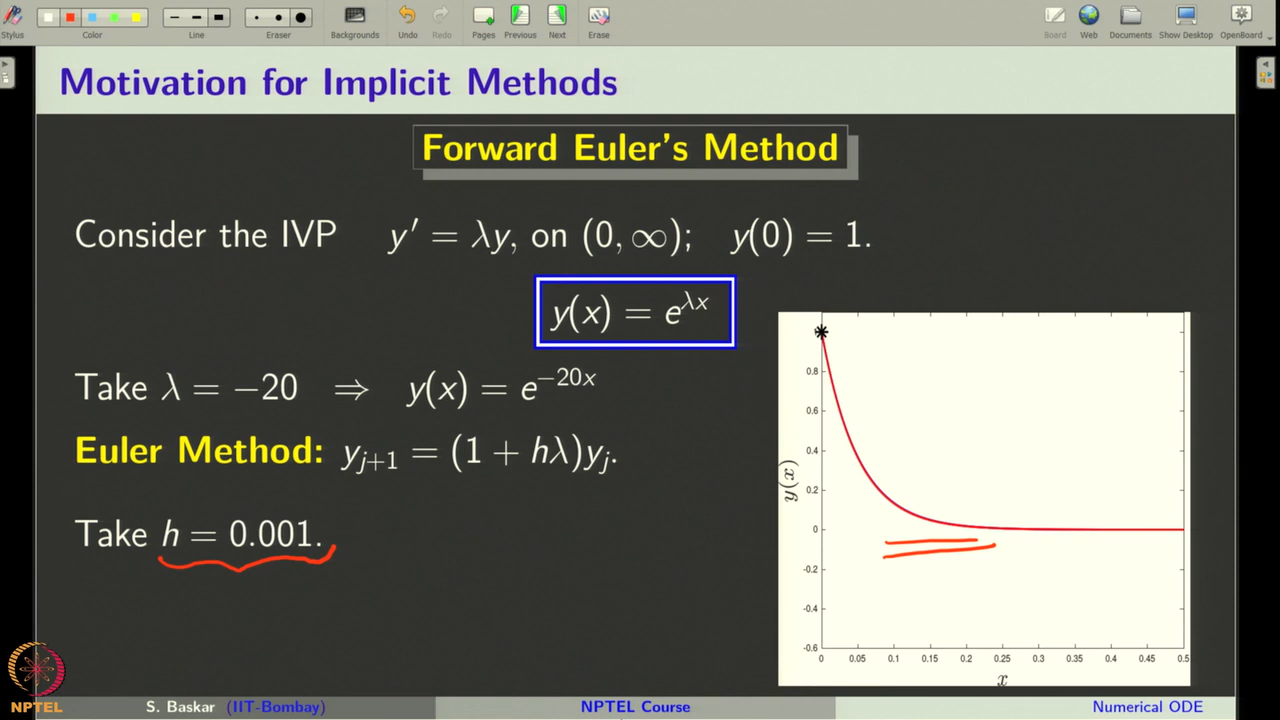 Stylus Color Line Eraser Backgrounds Undo Redo Pages Previous Next Erase Board Web Documents Show Desktop OpenBoard
Motivation for Implicit Methods
Forward Euler's Method
Consider the IVP y′ = λy, on (0, ∞); y(0) = 1.
y(x) = e^{λx}
Take λ = −20 ⇒ y(x) = e^{−20x}
Euler Method: y_{j+1} = (1 + hλ)y_j.
Take h = 0.001.
0.8
0.6
0.4
0.2
0
-0.2
-0.4
-0.6
y(x)
0 0.05 0.1 0.15 0.2 0.25 0.3 0.35 0.4 0.45 0.5
x
NPTEL
S. Baskar (IIT-Bombay) NPTEL Course Numerical ODE